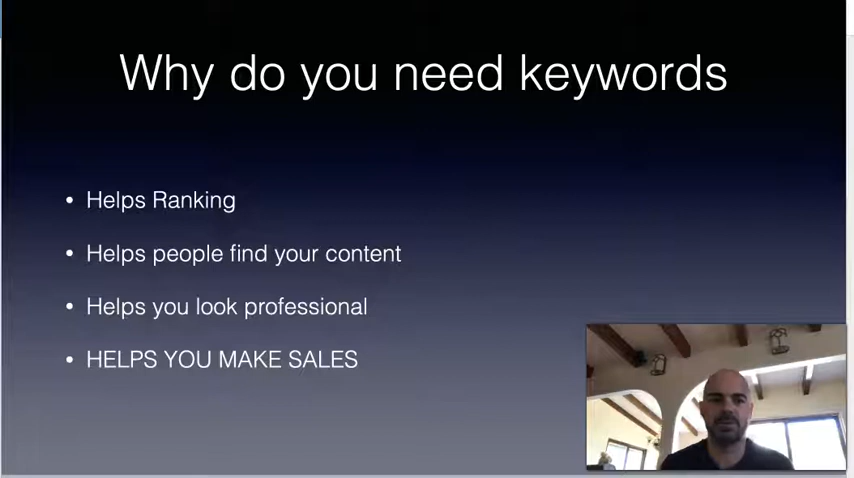 Why do you need keywords
• Helps Ranking
• Helps people find your content
• Helps you look professional
• HELPS YOU MAKE SALES